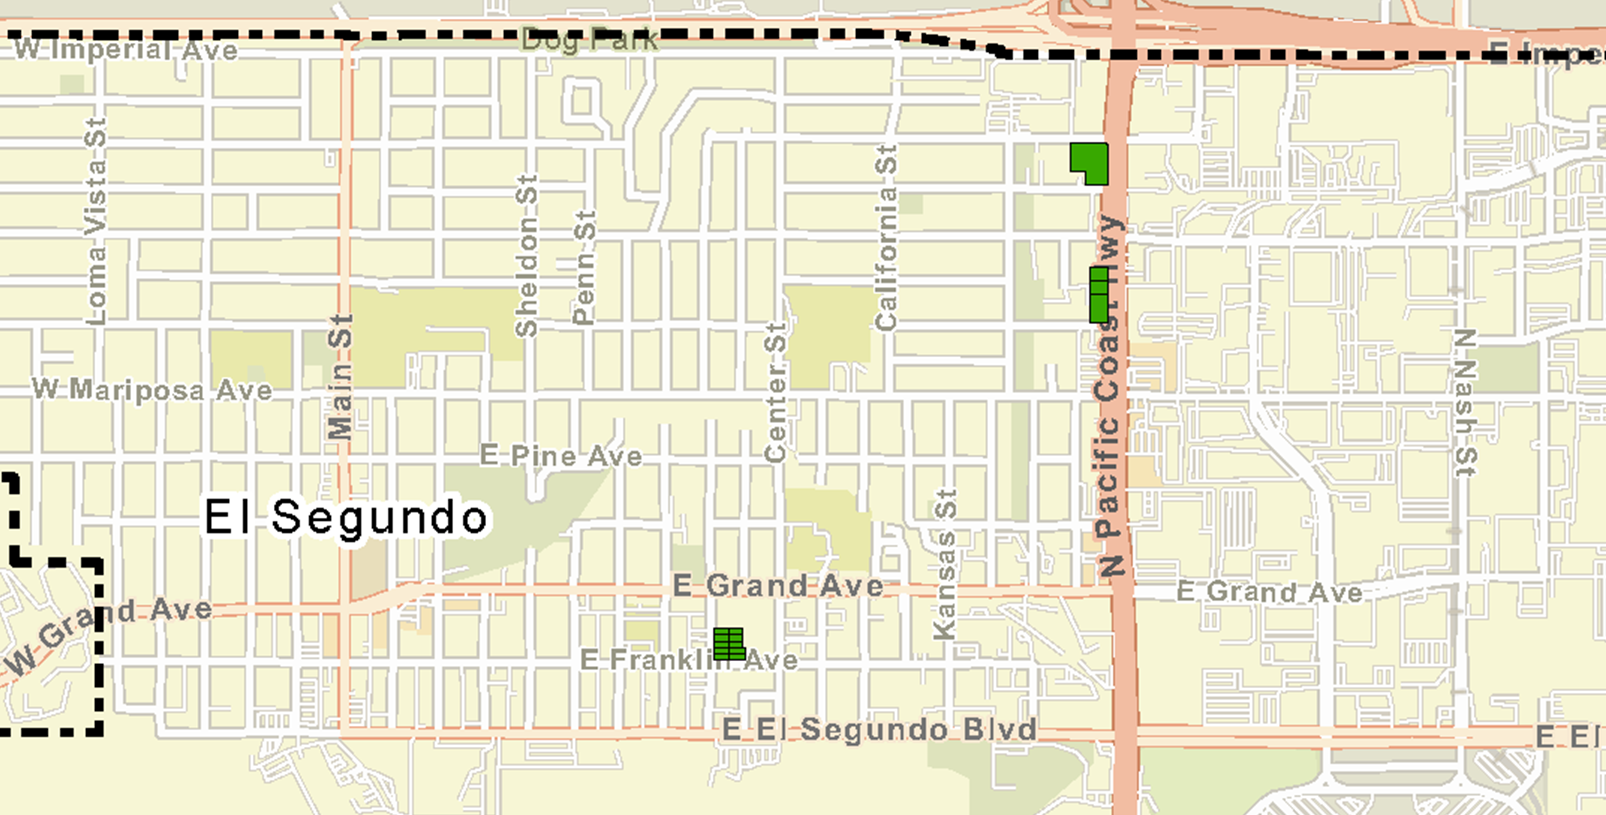 Dog Park
W Imperial Ave
E Impe
Loma Vista St
Sheldon St
Penn St
California St
Main St
Center St
N Pacific Coast Hwy
N Nash St
W Mariposa Ave
E Pine Ave
El Segundo
Kansas St
E Grand Ave
E Grand Ave
W Grand Ave
E Franklin Ave
E El Segundo Blvd
E El